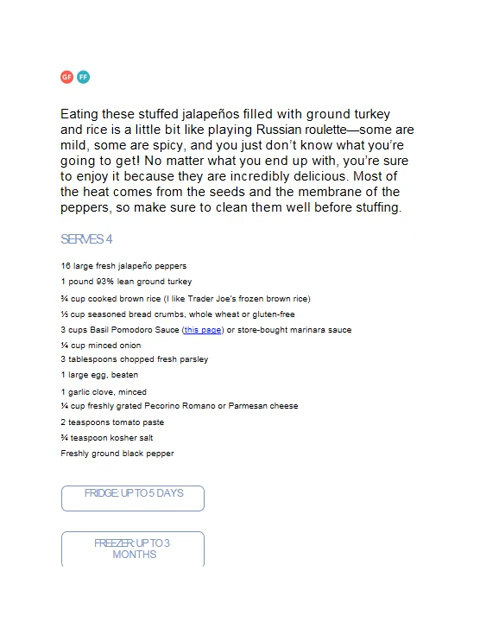 GF FF
Eating these stuffed jalapeños filled with ground turkey
and rice is a little bit like playing Russian roulette—some are
mild, some are spicy, and you just don't know what you're
going to get! No matter what you end up with, you're sure
to enjoy it because they are incredibly delicious. Most of
the heat comes from the seeds and the membrane of the
peppers, so make sure to clean them well before stuffing.
SERVES 4
16 large fresh jalapeño peppers
1 pound 93% lean ground turkey
¾ cup cooked brown rice (I like Trader Joe's frozen brown rice)
½ cup seasoned bread crumbs, whole wheat or gluten-free
3 cups Basil Pomodoro Sauce (this page) or store-bought marinara sauce
¼ cup minced onion
3 tablespoons chopped fresh parsley
1 large egg, beaten
1 garlic clove, minced
¼ cup freshly grated Pecorino Romano or Parmesan cheese
2 teaspoons tomato paste
¾ teaspoon kosher salt
Freshly ground black pepper
FRIDGE: UP TO 5 DAYS
FREEZER: UP TO 3
MONTHS